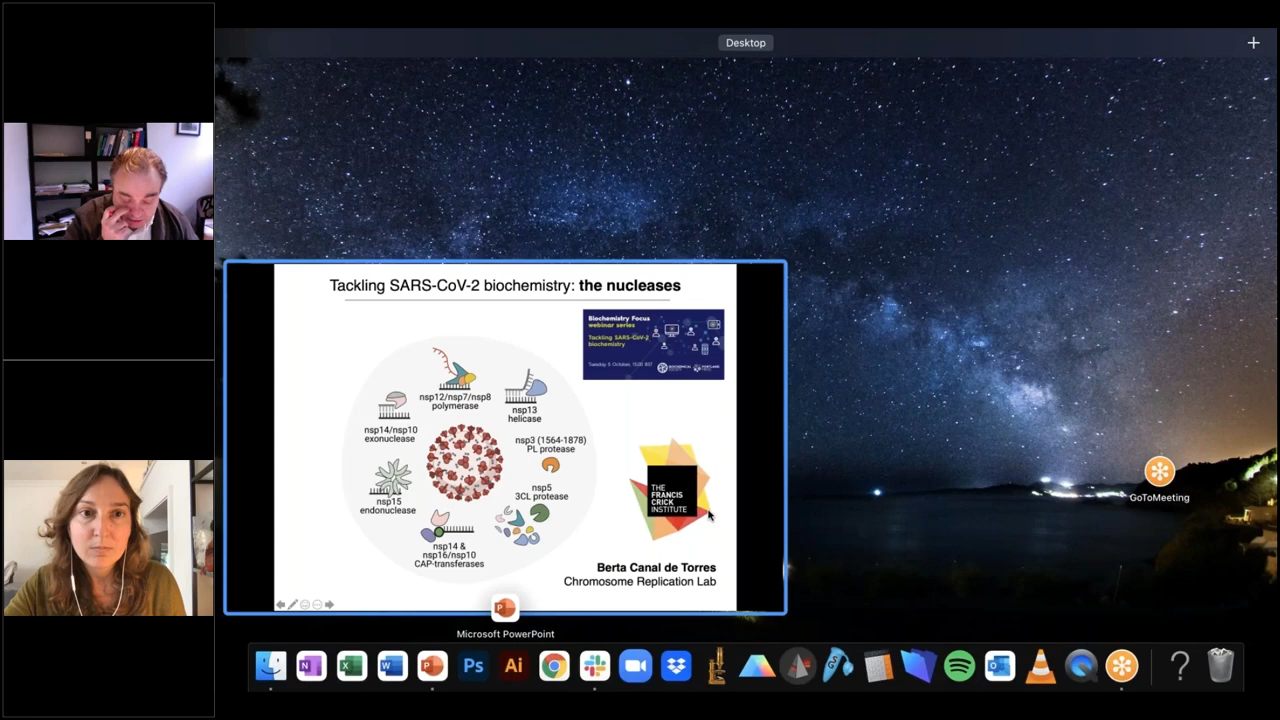 Desktop
Tackling SARS-CoV-2 biochemistry: the nucleases
Biochemistry Focus
webinar series
Tackling SARS-CoV-2
biochemistry
nsp12/nsp7/nsp8
polymerase
nsp13
helicase
nsp14/nsp10
exonuclease
nsp3 (1564-1878)
PL protease
nsp5
3CL protease
nsp15
endonuclease
nsp14 &
nsp16/nsp10
CAP-transferases
THE
FRANCIS
CRICK
INSTITUTE
Berta Canal de Torres
Chromosome Replication Lab
GoToMeeting
P
Microsoft PowerPoint
N
X
W
P
Ps
Ai
?